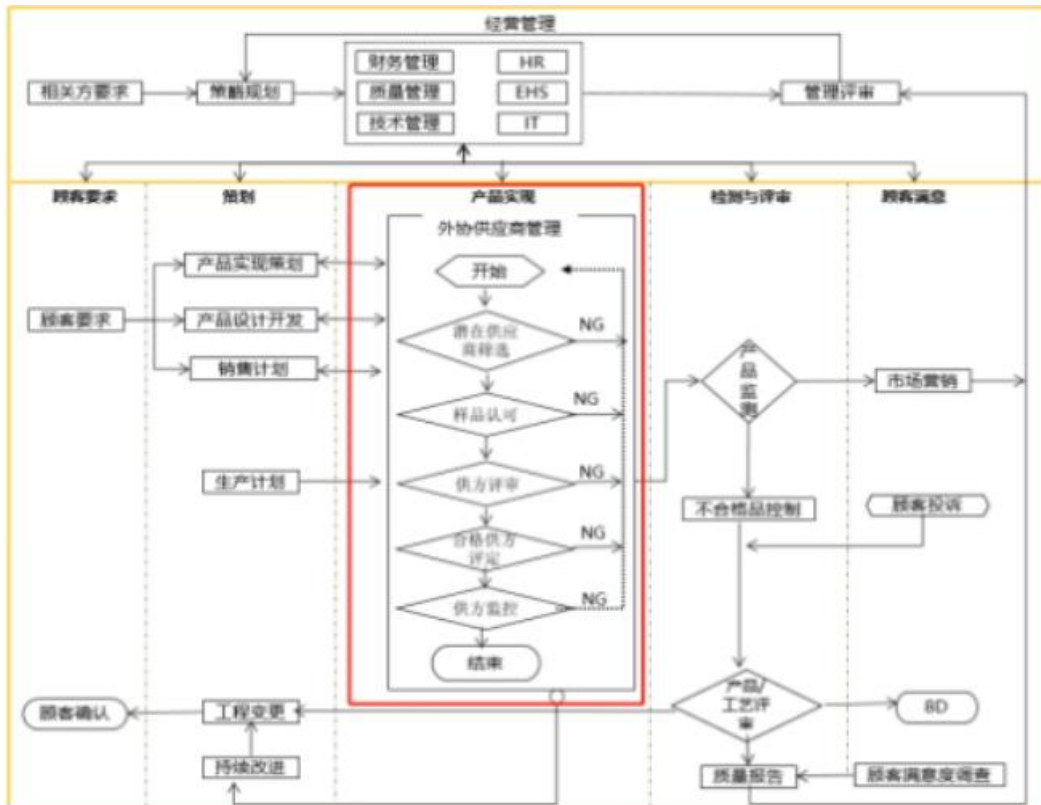 经营管理
财务管理
HR
相关方要求
策略规划
质量管理
EHS
管理评审
技术管理
IT
顾客要求
策划
产品实现
检测与评审
顾客满意
外协供应商管理
产品实现策划
开始
顾客要求
产品设计开发
潜在供应
商筛选
NG
销售计划
产品监测
市场营销
样品认可
NG
生产计划
供方评审
NG
不合格品控制
顾客投诉
合格供方
评定
NG
供方监控
NG
结束
顾客确认
工程变更
产品/
工艺评
审
8D
持续改进
质量报告
顾客满意度调查